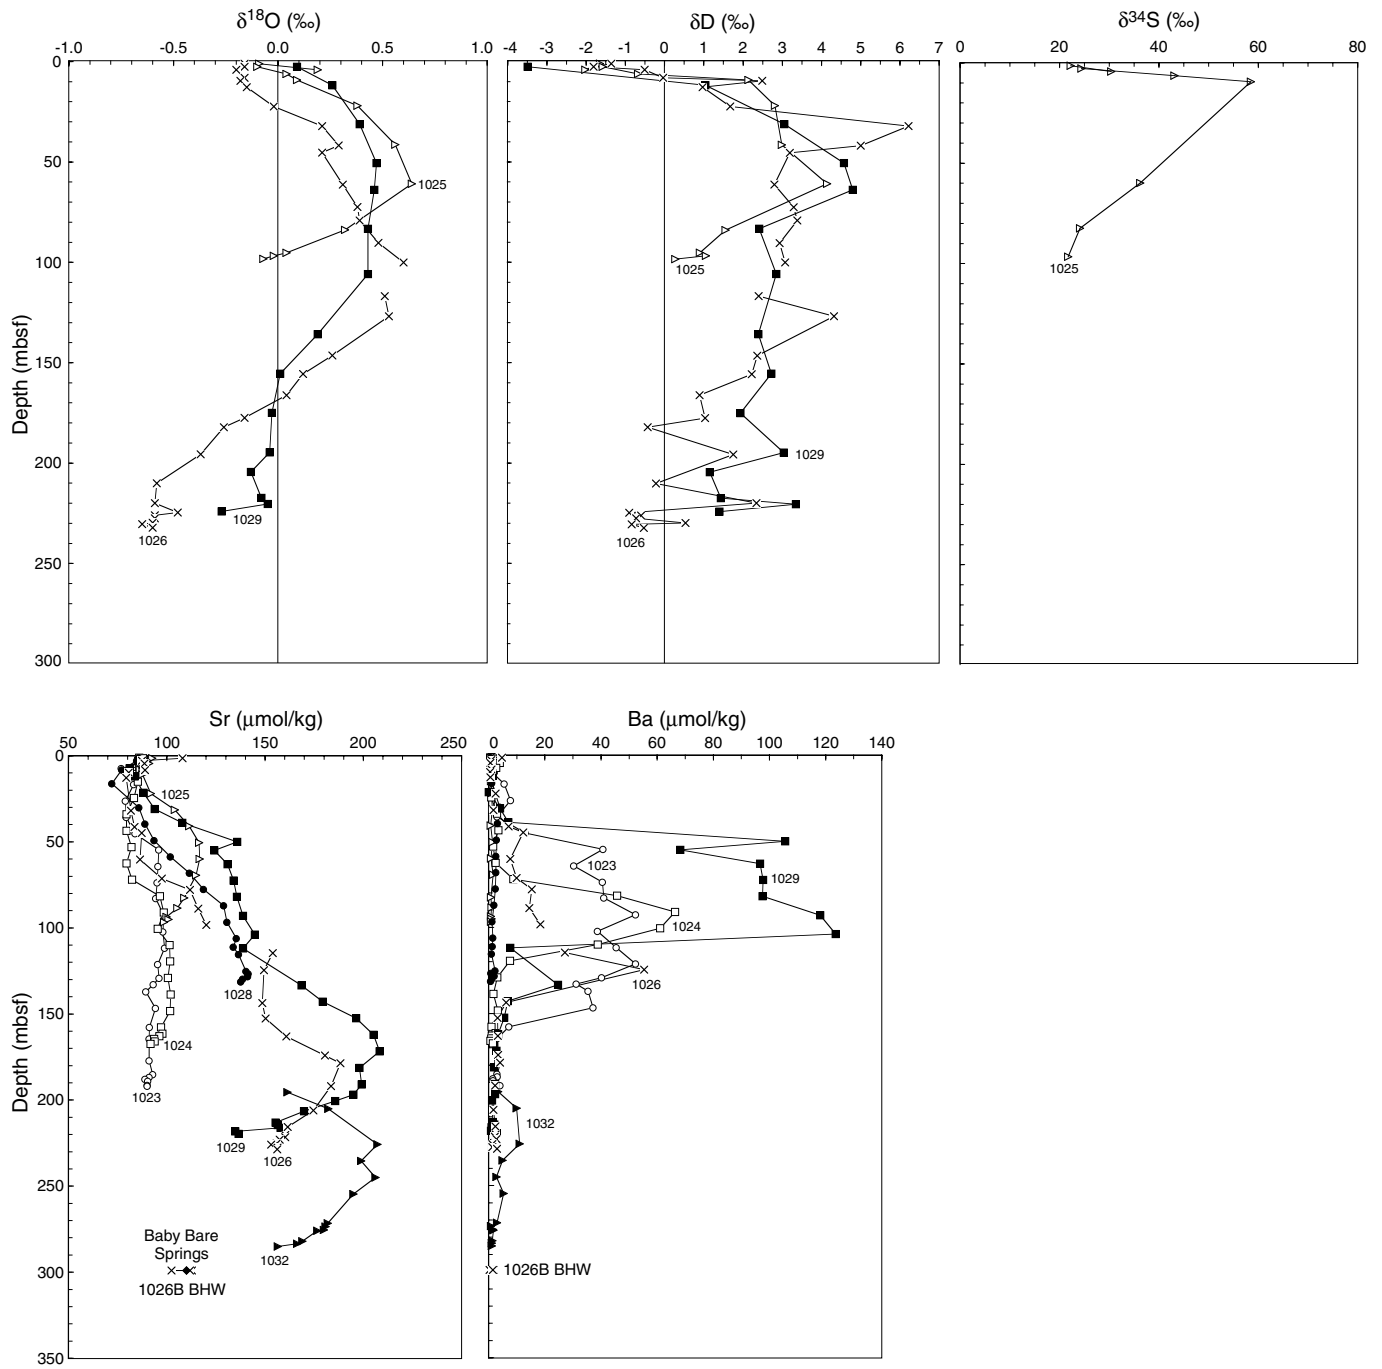 δ18O (‰)
-1.0 -0.5 0.0 0.5 1.0
δD (‰)
-4 -3 -2 -1 0 1 2 3 4 5 6 7
δ34S (‰)
0 20 40 60 80
Depth (mbsf)
0
50
100
150
200
250
300
1025
1029
1026
1025
1029
1026
1025
Sr (µmol/kg)
50 100 150 200 250
Ba (µmol/kg)
0 20 40 60 80 100 120 140
Depth (mbsf)
0
50
100
150
200
250
300
350
1025
1028
1024
1023
1029
1026
1032
Baby Bare
Springs
1026B BHW
1023
1029
1024
1026
1032
1026B BHW